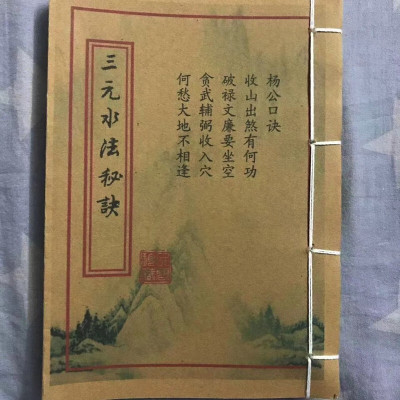 三元水法秘訣
杨公口诀
收山出煞有何功
破禄文廉要坐空
贪武辅弼收入穴
何愁大地不相逢